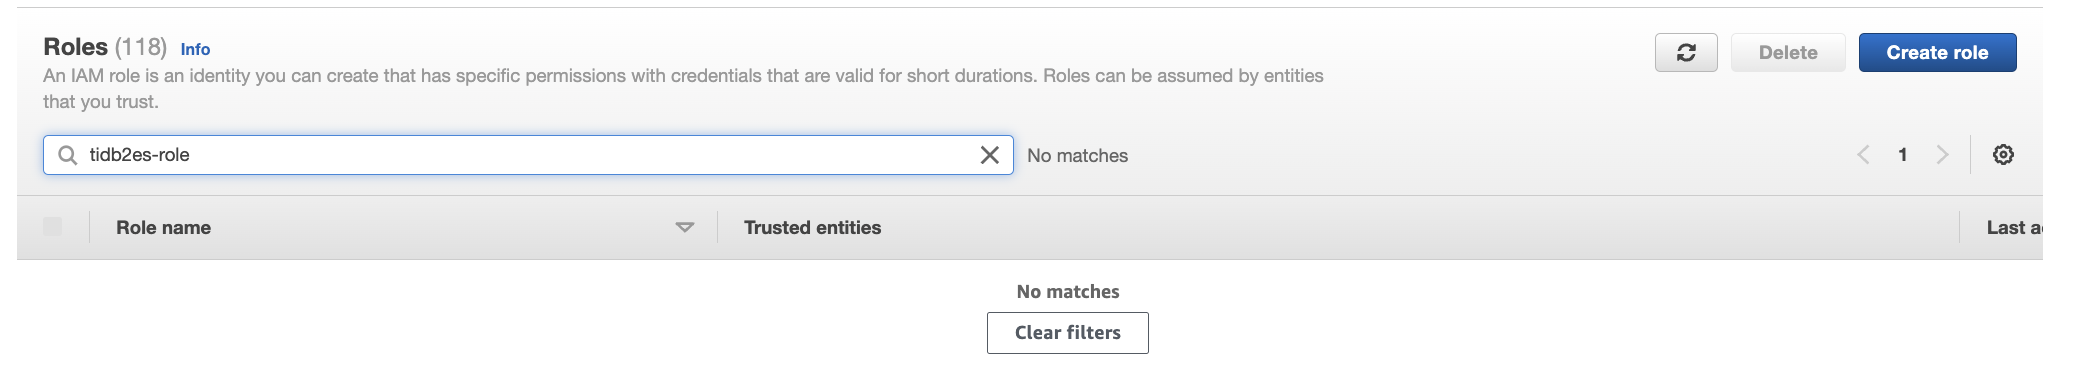 Roles (118) Info
Delete
Create role
An IAM role is an identity you can create that has specific permissions with credentials that are valid for short durations. Roles can be assumed by entities
that you trust.
tidb2es-role
No matches
1
Role name
Trusted entities
Last a
No matches
Clear filters